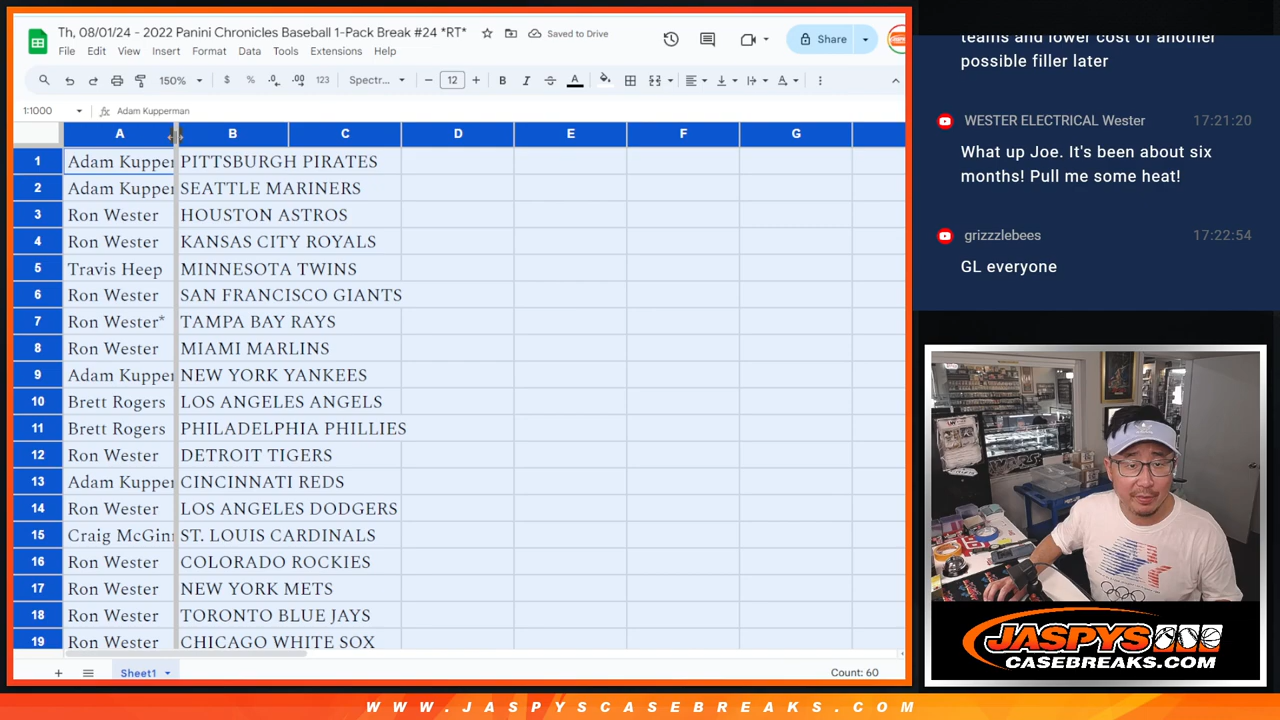 Th, 08/01/24 - 2022 Panini Chronicles Baseball 1-Pack Break #24 *RT*
Saved to Drive
File Edit View Insert Format Data Tools Extensions Help
Share
150% $ % .0 .00 123 Spectr... 12 B I S A
1:1000 fx Adam Kupperman
A B C D E F G
1 Adam Kupper PITTSBURGH PIRATES
2 Adam Kupper SEATTLE MARINERS
3 Ron Wester HOUSTON ASTROS
4 Ron Wester KANSAS CITY ROYALS
5 Travis Heep MINNESOTA TWINS
6 Ron Wester SAN FRANCISCO GIANTS
7 Ron Wester* TAMPA BAY RAYS
8 Ron Wester MIAMI MARLINS
9 Adam Kupper NEW YORK YANKEES
10 Brett Rogers LOS ANGELES ANGELS
11 Brett Rogers PHILADELPHIA PHILLIES
12 Ron Wester DETROIT TIGERS
13 Adam Kupper CINCINNATI REDS
14 Ron Wester LOS ANGELES DODGERS
15 Craig McGinn ST. LOUIS CARDINALS
16 Ron Wester COLORADO ROCKIES
17 Ron Wester NEW YORK METS
18 Ron Wester TORONTO BLUE JAYS
19 Ron Wester CHICAGO WHITE SOX
Sheet1
Count: 60
teams and lower cost of another
possible filler later
WESTER ELECTRICAL Wester 17:21:20
What up Joe. It's been about six
months! Pull me some heat!
grizzzlebees 17:22:54
GL everyone
JASPYS
CASEBREAKS.COM
WWW.JASPYSCASEBREAKS.COM